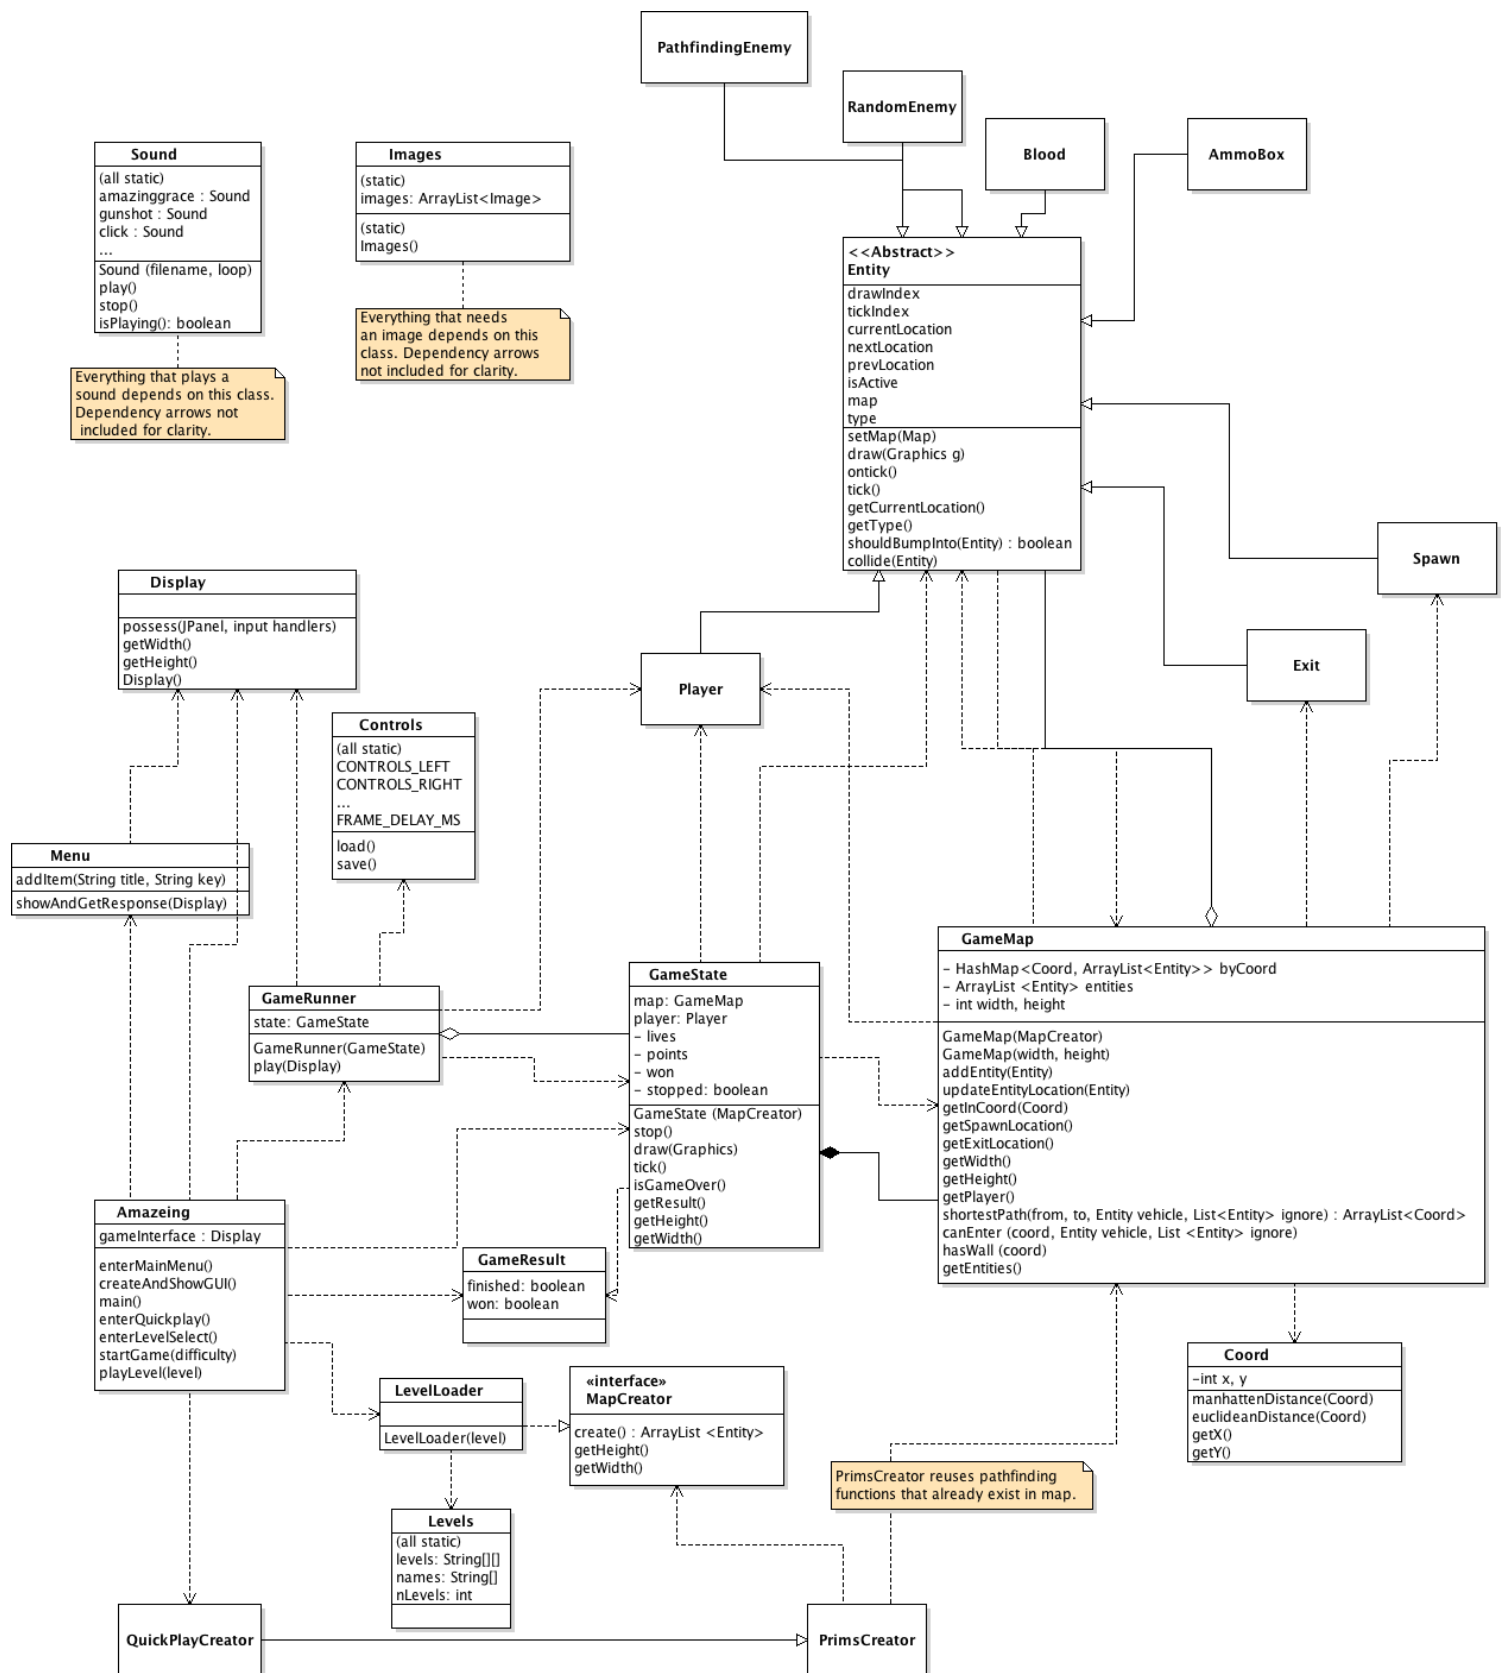 PathfindingEnemy
RandomEnemy
Blood
AmmoBox
Sound
(all static)
amazinggrace : Sound
gunshot : Sound
click : Sound
...
Sound (filename, loop)
play()
stop()
isPlaying(): boolean
Everything that plays a
sound depends on this class.
Dependency arrows not
included for clarity.
Images
(static)
images: ArrayList<Image>
(static)
Images()
Everything that needs
an image depends on this
class. Dependency arrows
not included for clarity.
<<Abstract>>
Entity
drawIndex
tickIndex
currentLocation
nextLocation
prevLocation
isActive
map
type
setMap(Map)
draw(Graphics g)
ontick()
tick()
getCurrentLocation()
getType()
shouldBumpInto(Entity) : boolean
collide(Entity)
Spawn
Exit
Player
Display
possess(JPanel, input handlers)
getWidth()
getHeight()
Display()
Controls
(all static)
CONTROLS_LEFT
CONTROLS_RIGHT
...
FRAME_DELAY_MS
load()
save()
Menu
addItem(String title, String key)
showAndGetResponse(Display)
GameRunner
state: GameState
GameRunner(GameState)
play(Display)
GameState
map: GameMap
player: Player
- lives
- points
- won
- stopped: boolean
GameState (MapCreator)
stop()
draw(Graphics)
tick()
isGameOver()
getResult()
getHeight()
getWidth()
GameMap
- HashMap<Coord, ArrayList<Entity>> byCoord
- ArrayList <Entity> entities
- int width, height
GameMap(MapCreator)
GameMap(width, height)
addEntity(Entity)
updateEntityLocation(Entity)
getInCoord(Coord)
getSpawnLocation()
getExitLocation()
getWidth()
getHeight()
getPlayer()
shortestPath(from, to, Entity vehicle, List<Entity> ignore) : ArrayList<Coord>
canEnter (coord, Entity vehicle, List <Entity> ignore)
hasWall (coord)
getEntities()
Amazeing
gameInterface : Display
enterMainMenu()
createAndShowGUI()
main()
enterQuickplay()
enterLevelSelect()
startGame(difficulty)
playLevel(level)
GameResult
finished: boolean
won: boolean
LevelLoader
LevelLoader(level)
«interface»
MapCreator
create() : ArrayList <Entity>
getHeight()
getWidth()
Coord
-int x, y
manhattenDistance(Coord)
euclideanDistance(Coord)
getX()
getY()
PrimsCreator reuses pathfinding
functions that already exist in map.
Levels
(all static)
levels: String[][]
names: String[]
nLevels: int
QuickPlayCreator
PrimsCreator